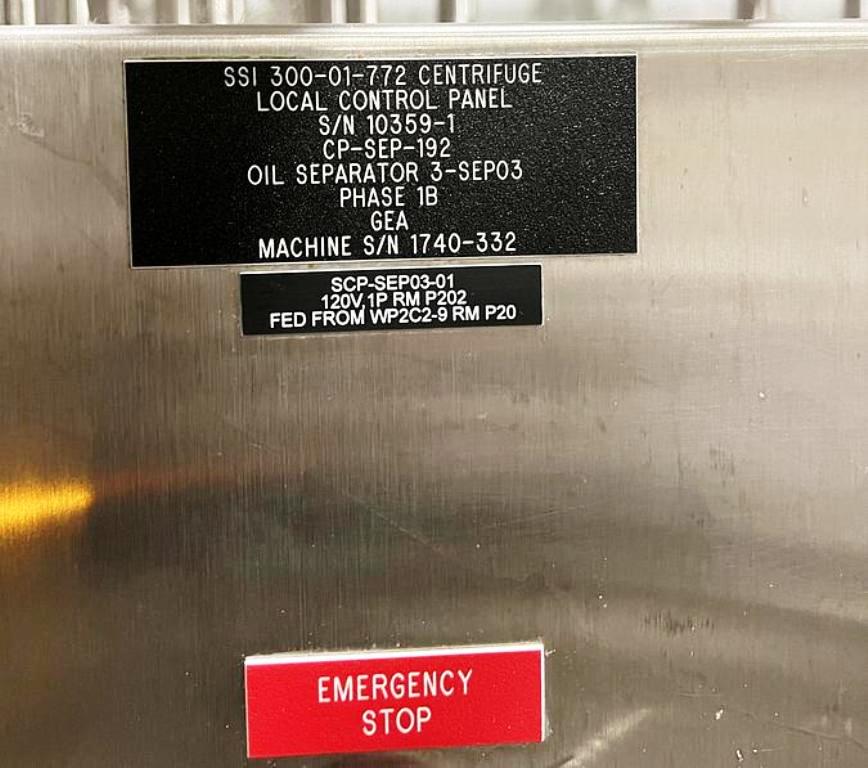 SSI 300-01-772 CENTRIFUGE
LOCAL CONTROL PANEL
S/N 10359-1
CP-SEP-192
OIL SEPARATOR 3-SEP03
PHASE 1B
GEA
MACHINE S/N 1740-332
SCP-SEP03-01
120V,1P RM P202
FED FROM WP2C2-9 RM P20
EMERGENCY
STOP